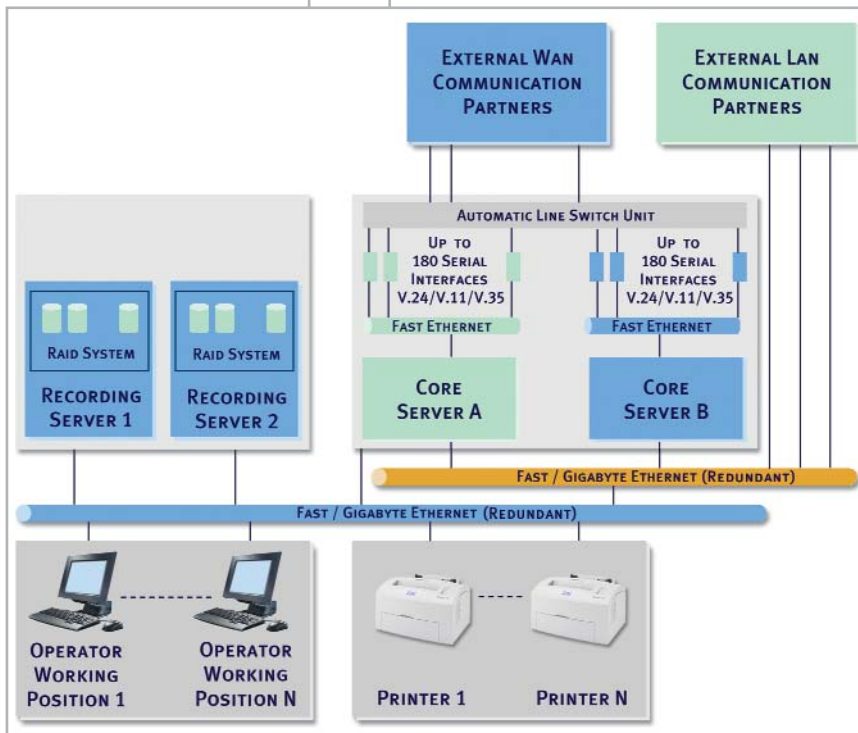 External Wan
Communication
Partners
External Lan
Communication
Partners
Automatic Line Switch Unit
Up to
180 Serial
Interfaces
V.24/V.11/V.35
Up to
180 Serial
Interfaces
V.24/V.11/V.35
Fast Ethernet
Fast Ethernet
Raid System
Raid System
Recording
Server 1
Recording
Server 2
Core
Server A
Core
Server B
Fast / Gigabyte Ethernet (Redundant)
Fast / Gigabyte Ethernet (Redundant)
Operator
Working
Position 1
Operator
Working
Position N
Printer 1
Printer N